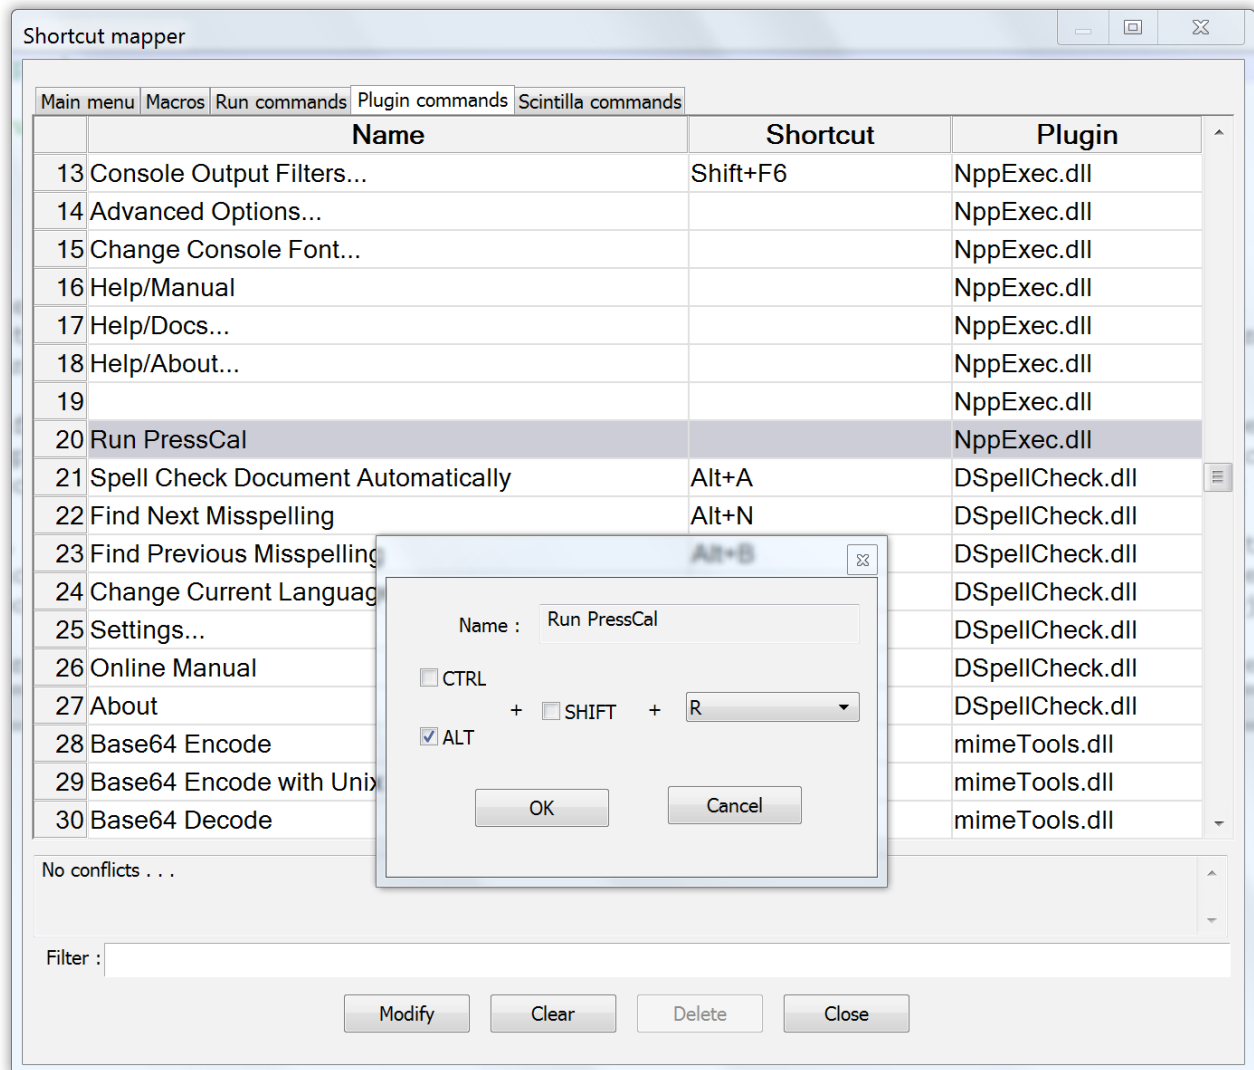 Shortcut mapper
Main menu Macros Run commands Plugin commands Scintilla commands
Name Shortcut Plugin
13 Console Output Filters... Shift+F6 NppExec.dll
14 Advanced Options... NppExec.dll
15 Change Console Font... NppExec.dll
16 Help/Manual NppExec.dll
17 Help/Docs... NppExec.dll
18 Help/About... NppExec.dll
19 NppExec.dll
20 Run PressCal NppExec.dll
21 Spell Check Document Automatically Alt+A DSpellCheck.dll
22 Find Next Misspelling Alt+N DSpellCheck.dll
23 Find Previous Misspelling Alt+B DSpellCheck.dll
24 Change Current Languag DSpellCheck.dll
25 Settings... DSpellCheck.dll
26 Online Manual DSpellCheck.dll
27 About DSpellCheck.dll
28 Base64 Encode mimeTools.dll
29 Base64 Encode with Unix mimeTools.dll
30 Base64 Decode mimeTools.dll
Name : Run PressCal
CTRL
+ SHIFT + R
ALT
OK Cancel
No conflicts . . .
Filter :
Modify Clear Delete Close